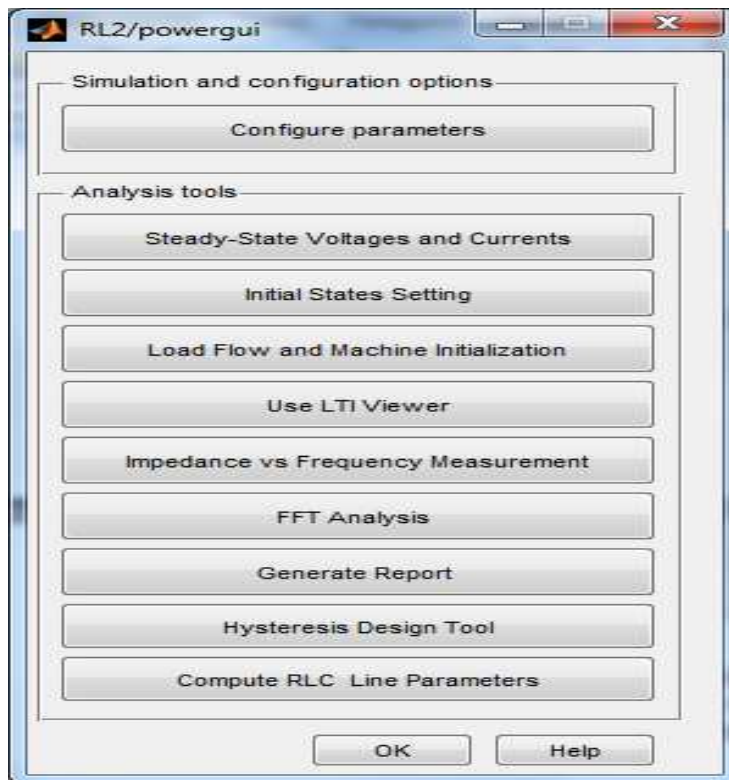 RL2/powergui
Simulation and configuration options
Configure parameters
Analysis tools
Steady-State Voltages and Currents
Initial States Setting
Load Flow and Machine Initialization
Use LTI Viewer
Impedance vs Frequency Measurement
FFT Analysis
Generate Report
Hysteresis Design Tool
Compute RLC Line Parameters
OK
Help